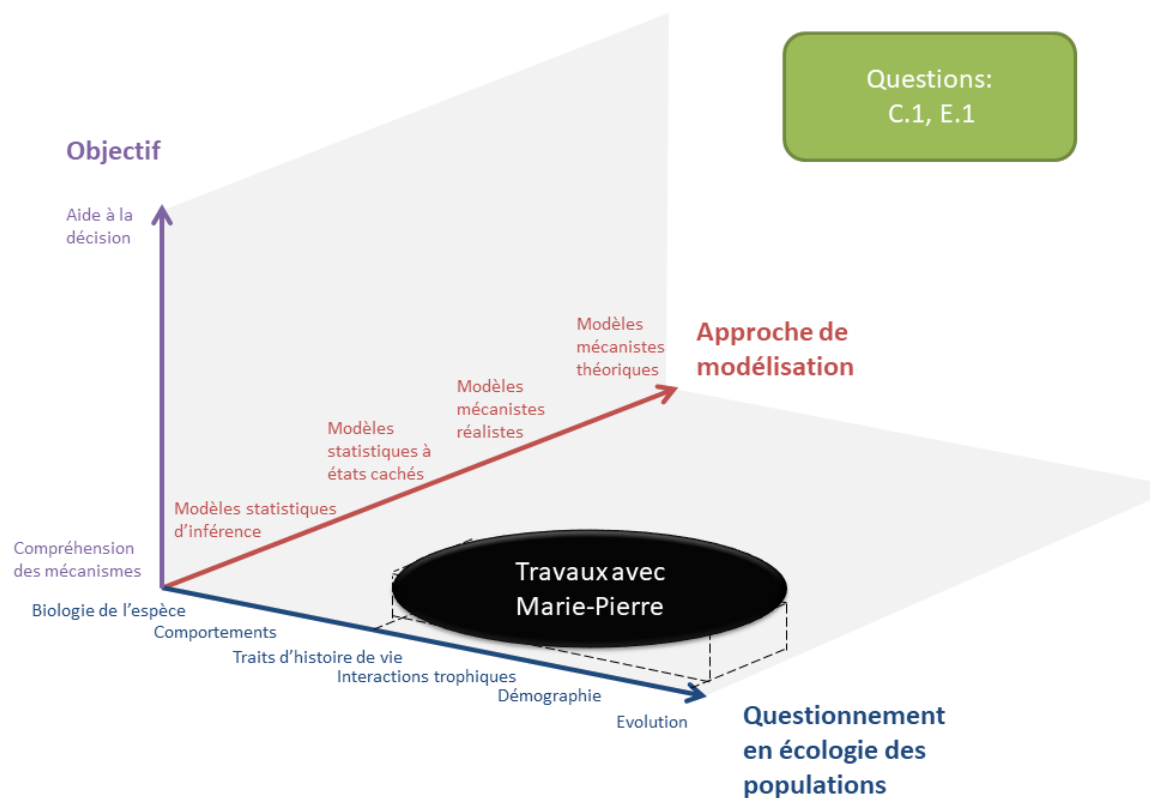 Questions:
C.1, E.1
Objectif
Aide à la
décision
Modèles
mécanistes
théoriques
Approche de
modélisation
Modèles
mécanistes
réalistes
Modèles
statistiques à
états cachés
Modèles statistiques
d’inférence
Compréhension
des mécanismes
Travaux avec
Marie-Pierre
Biologie de l’espèce
Comportements
Traits d’histoire de vie
Interactions trophiques
Démographie
Evolution
Questionnement
en écologie des
populations